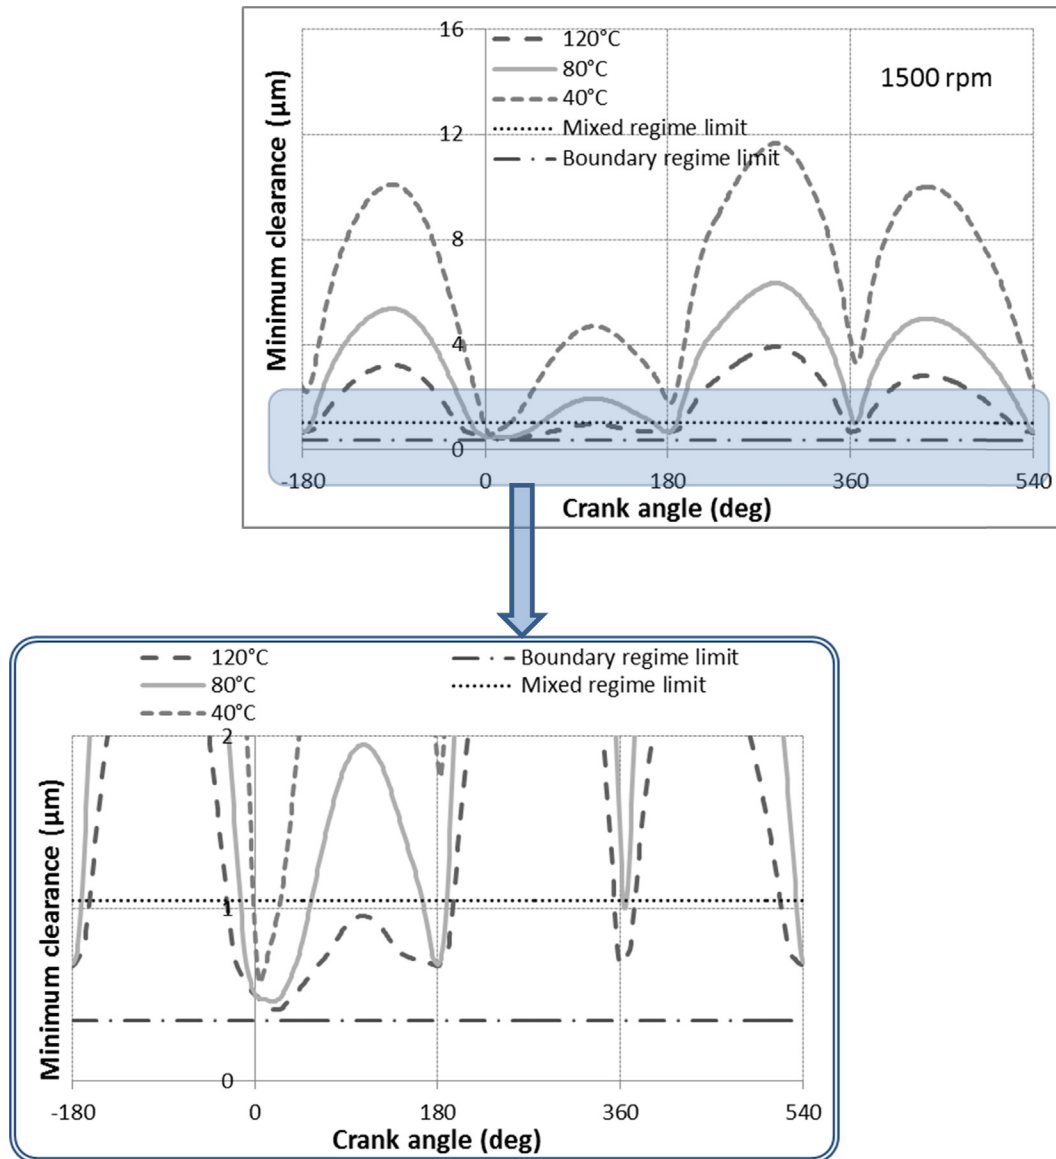 16
120°C
80°C
1500 rpm
40°C
Mixed regime limit
12
Boundary regime limit
8
4
0
Minimum clearance (µm)
-180 0 180 360 540
Crank angle (deg)
120°C Boundary regime limit
80°C Mixed regime limit
40°C
2
1
0
Minimum clearance (µm)
-180 0 180 360 540
Crank angle (deg)